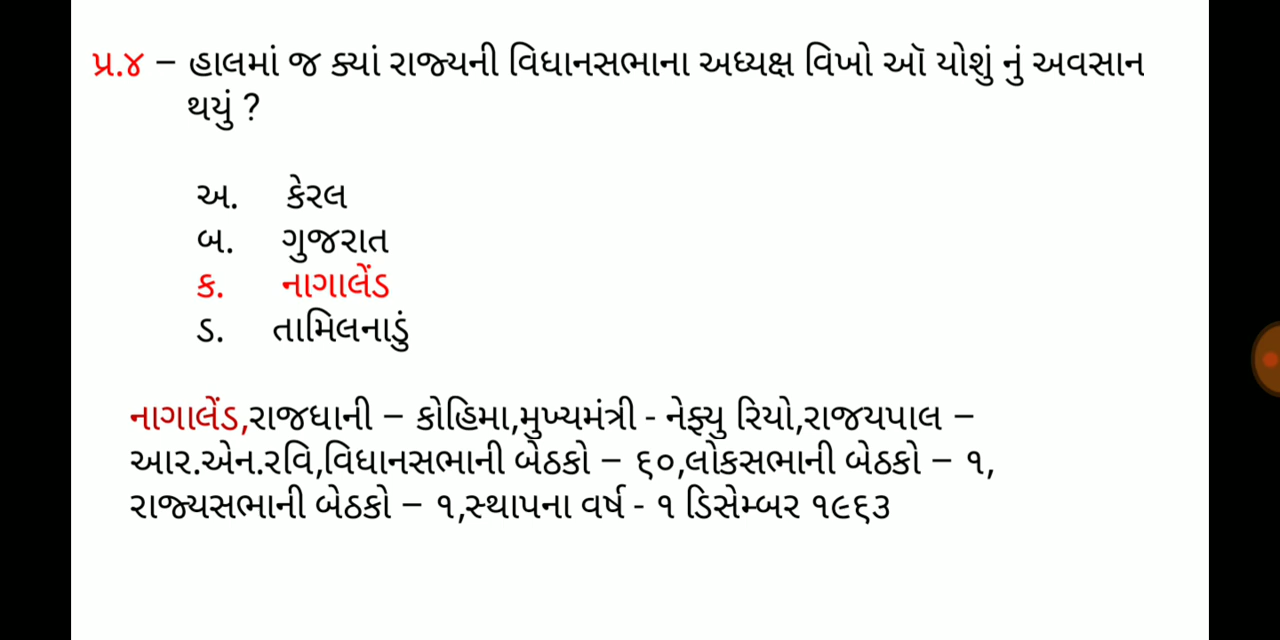 પ્ર.૪ – હાલમાં જ ક્યાં રાજ્યની વિધાનસભાના અધ્યક્ષ વિખો ઑ યોશું નું અવસાન
થયું ?
અ. કેરલ
બ. ગુજરાત
ક. નાગાલેંડ
ડ. તામિલનાડું
નાગાલેંડ,રાજધાની – કોહિમા,મુખ્યમંત્રી - નેફ્યુ રિયો,રાજયપાલ –
આર.એન.રવિ,વિધાનસભાની બેઠકો – ૬૦,લોકસભાની બેઠકો – ૧,
રાજ્યસભાની બેઠકો – ૧,સ્થાપના વર્ષ - ૧ ડિસેમ્બર ૧૯૬૩